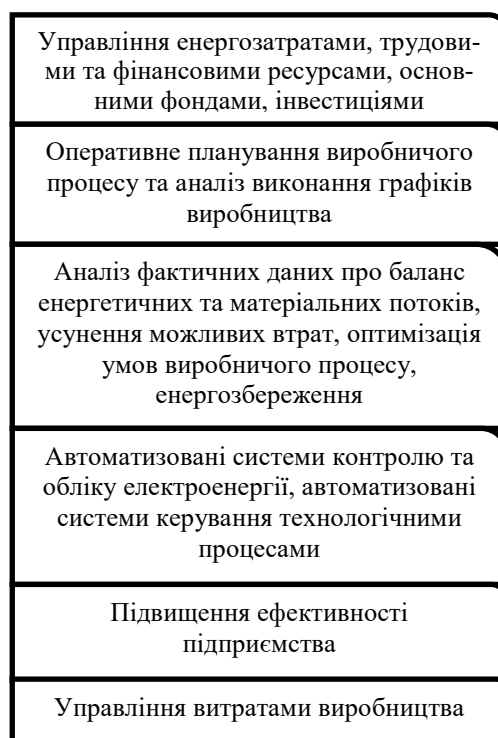 Управління енергозатратами, трудови-
ми та фінансовими ресурсами, основ-
ними фондами, інвестиціями
Оперативне планування виробничого
процесу та аналіз виконання графіків
виробництва
Аналіз фактичних даних про баланс
енергетичних та матеріальних потоків,
усунення можливих втрат, оптимізація
умов виробничого процесу,
енергозбереження
Автоматизовані системи контролю та
обліку електроенергії, автоматизовані
системи керування технологічними
процесами
Підвищення ефективності
підприємства
Управління витратами виробництва